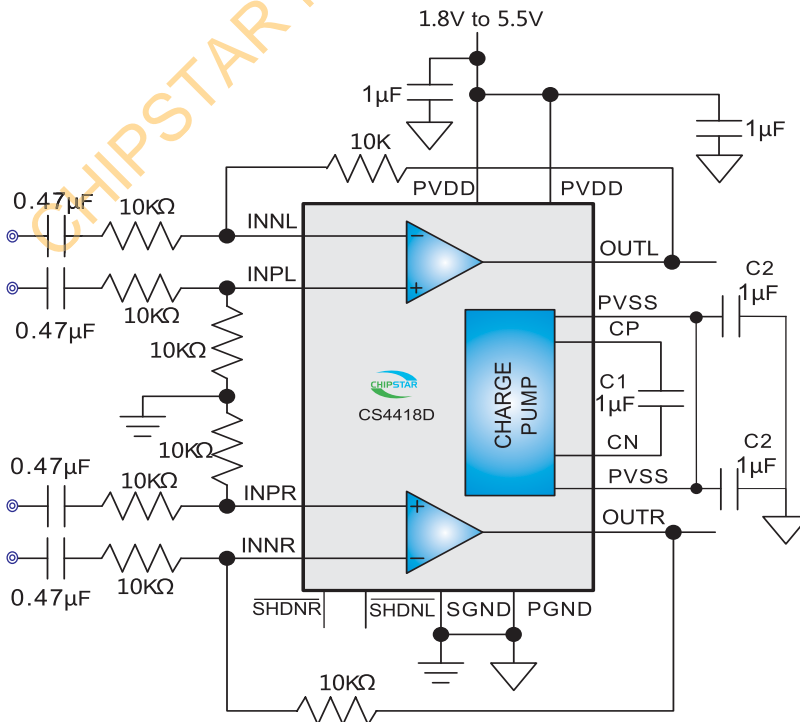 1.8V to 5.5V
CHIPSTAR
1µF
1µF
10K
PVDD
PVDD
0.47µF
10KΩ
INNL
OUTL
INPL
C2
1µF
0.47µF
10KΩ
PVSS
CP
10KΩ
CHIPSTAR
CS4418D
CHARGE
PUMP
C1
1µF
10KΩ
CN
0.47µF
10KΩ
INPR
PVSS
C2
1µF
OUTR
INNR
0.47µF
10KΩ
SHDNR
SHDNL
SGND
PGND
10KΩ